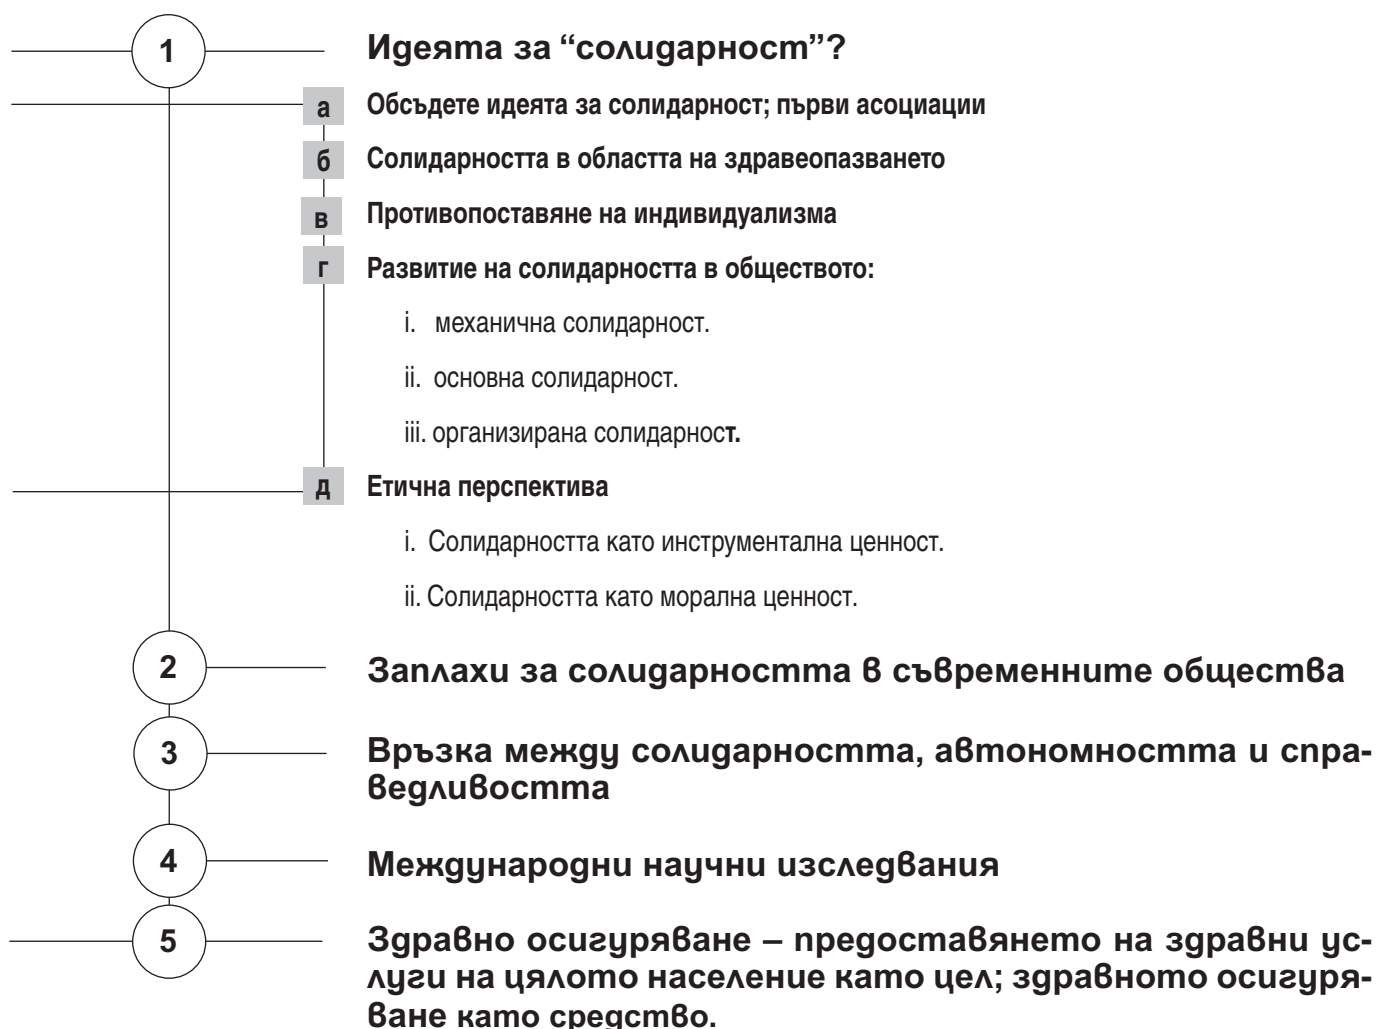 1 Идеята за “солидарност”?
а Обсъдете идеята за солидарност; първи асоциации
б Солидарността в областта на здравеопазването
в Противопоставяне на индивидуализма
г Развитие на солидарността в обществото:
i. механична солидарност.
ii. основна солидарност.
iii. организирана солидарност.
д Етична перспектива
i. Солидарността като инструментална ценност.
ii. Солидарността като морална ценност.
2 Заплахи за солидарността в съвременните общества
3 Връзка между солидарността, автономността и спра-
ведливостта
4 Международни научни изследвания
5 Здравно осигуряване – предоставянето на здравни ус-
луги на цялото население като цел; здравното осигуря-
ване като средство.